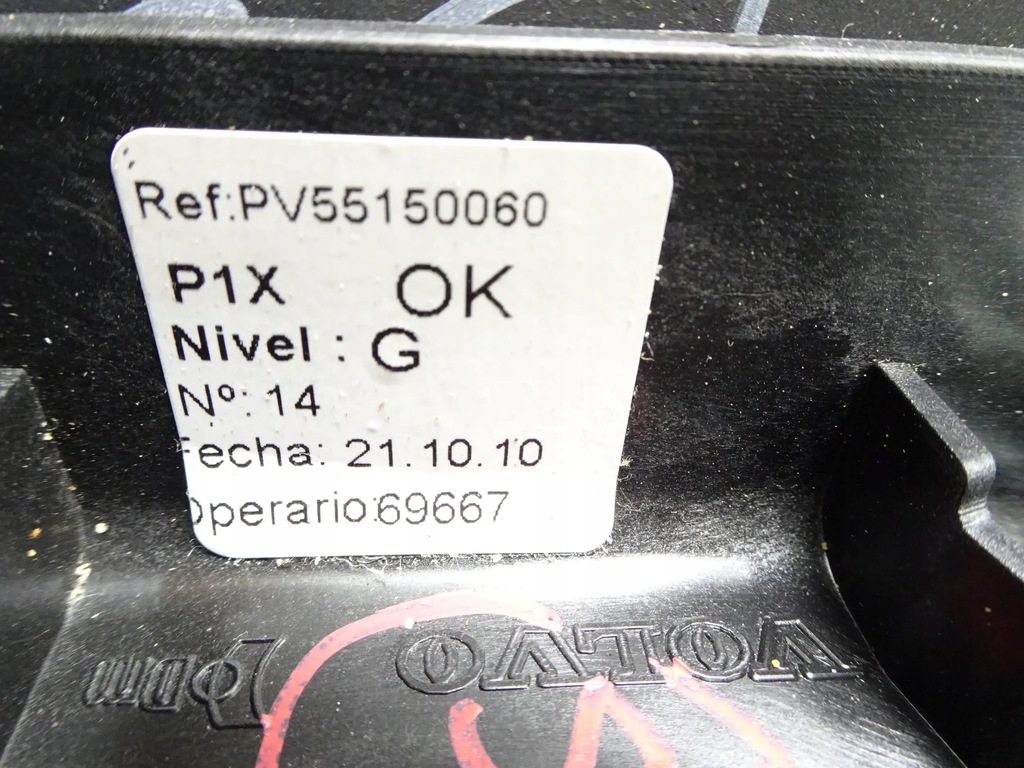 Ref:PV55150060
P1X OK
Nivel : G
Nº: 14
Fecha: 21.10.10
Operario:69667
VOLVO